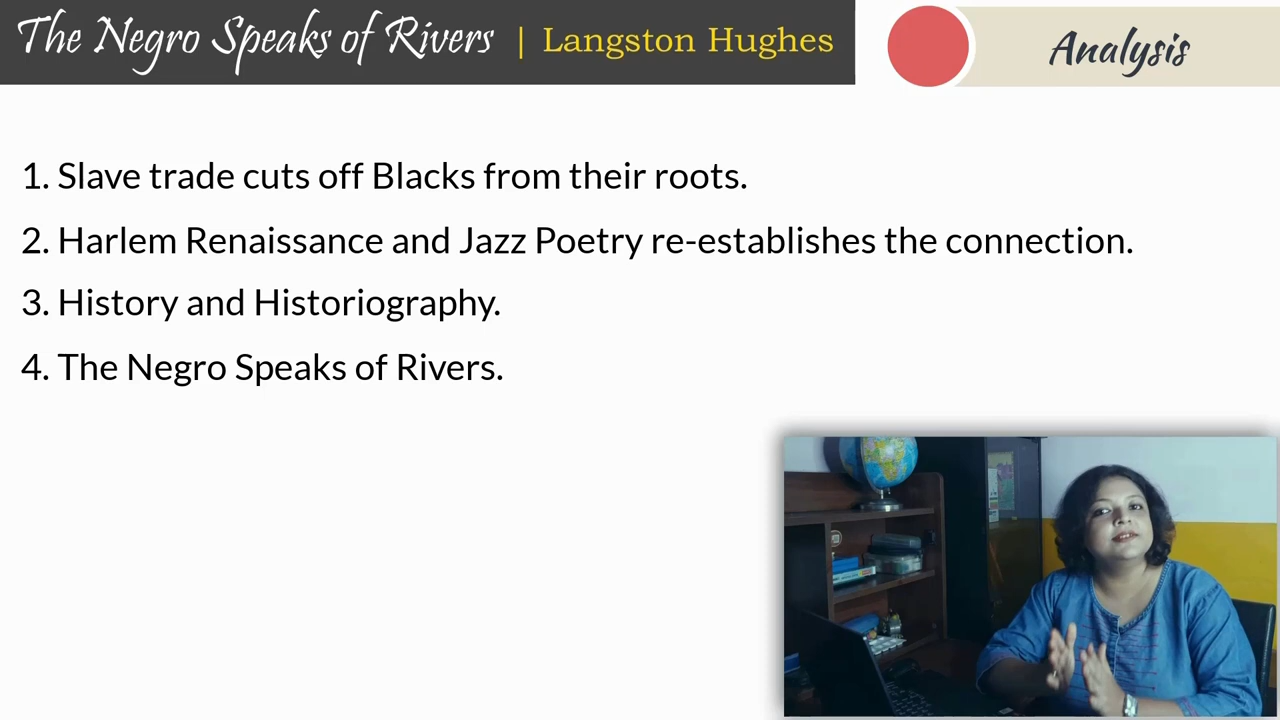 The Negro Speaks of Rivers | Langston Hughes
Analysis
1. Slave trade cuts off Blacks from their roots.
2. Harlem Renaissance and Jazz Poetry re-establishes the connection.
3. History and Historiography.
4. The Negro Speaks of Rivers.